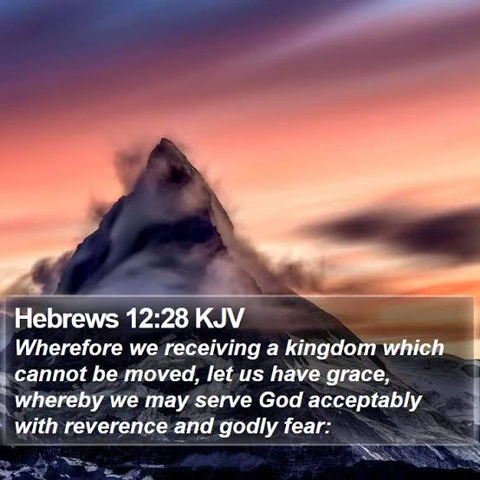 Hebrews 12:28 KJV
Wherefore we receiving a kingdom which
cannot be moved, let us have grace,
whereby we may serve God acceptably
with reverence and godly fear: